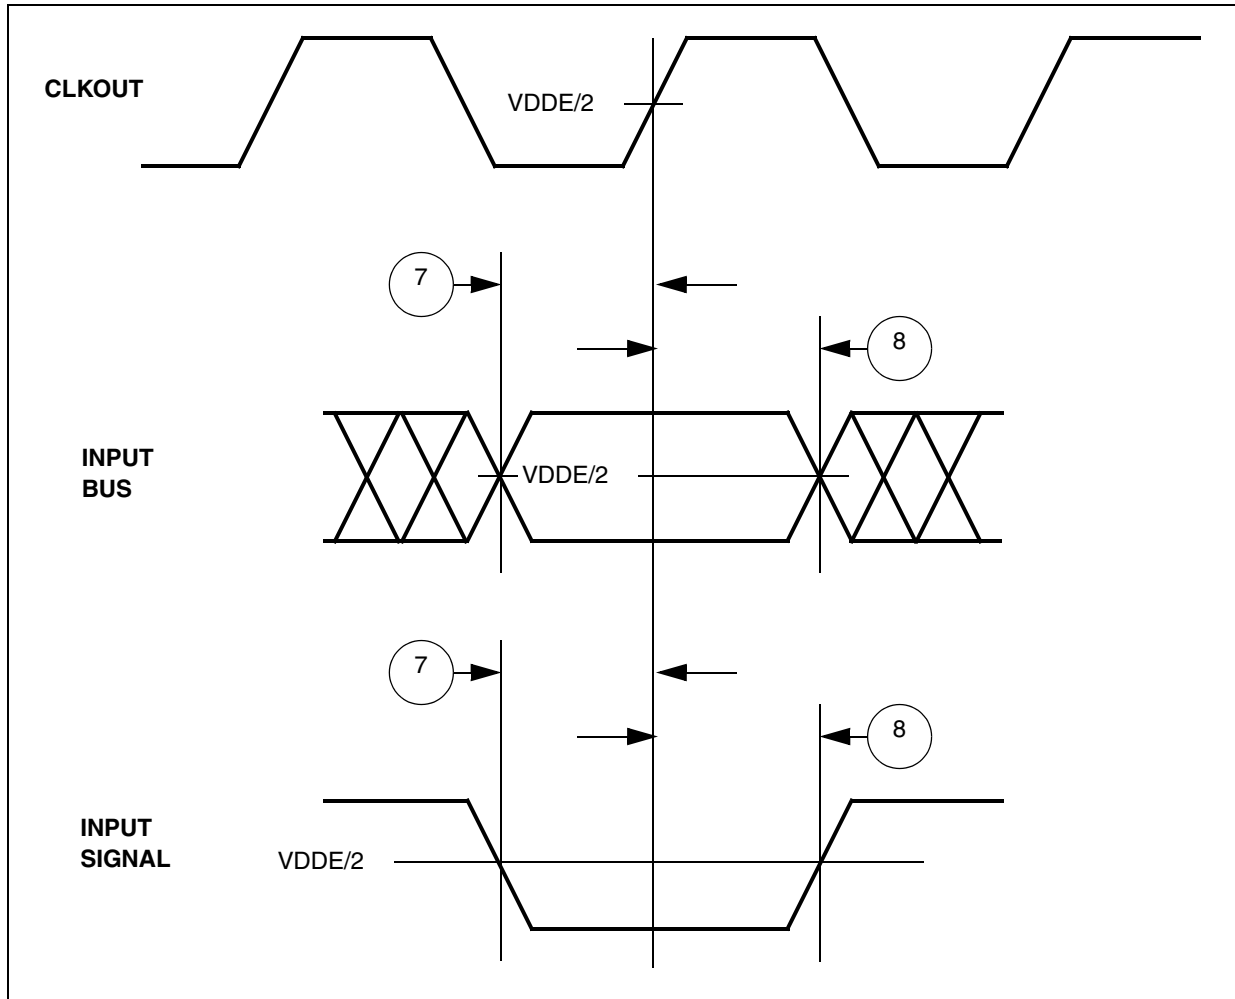 CLKOUT
VDDE/2
7
8
INPUT
BUS
VDDE/2
7
8
INPUT
SIGNAL
VDDE/2